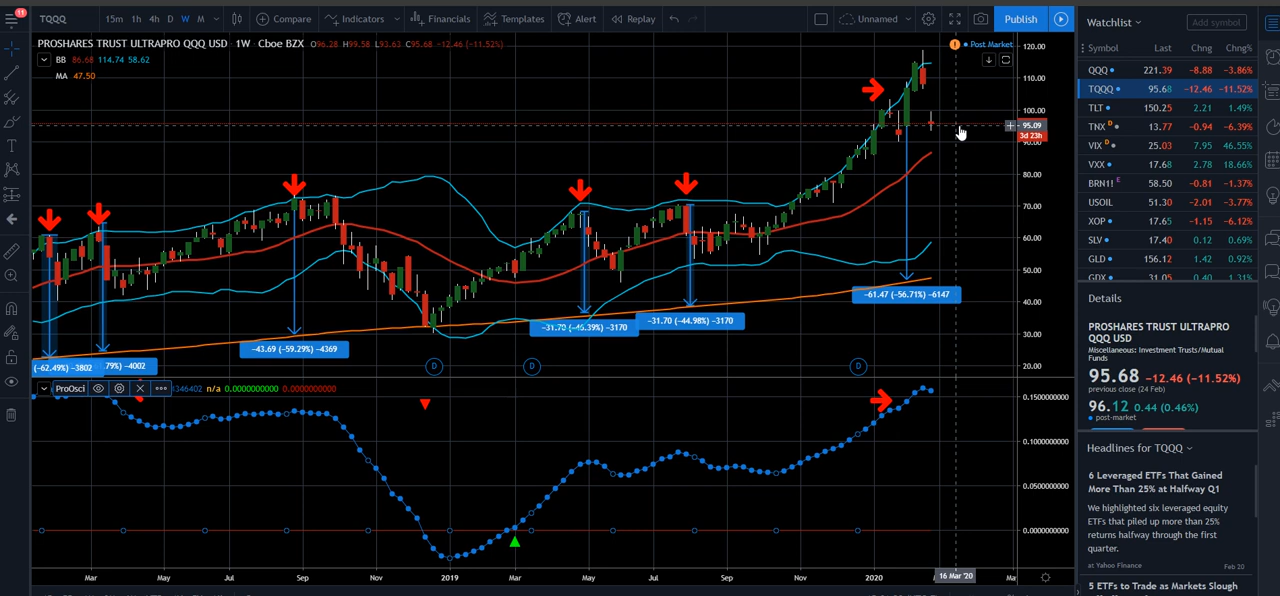 11
TQQQ 15m 1h 4h D W M Compare Indicators Financials Templates Alert Replay Unnamed Publish
PROSHARES TRUST ULTRAPRO QQQ USD · 1W · Cboe BZX O96.28 H99.58 L93.63 C95.68 −12.46 (−11.52%)
BB 86.68 114.74 58.62
MA 47.50
Post Market
120.00
110.00
100.00
95.09
3d 23h
90.00
80.00
70.00
60.00
50.00
40.00
30.00
20.00
−61.47 (−56.71%) −6147
−31.70 (−44.98%) −3170
−43.69 (−59.29%) −4369
(−62.49%) −3802
.79%) −4002
D D D
ProOsci 346402 n/a 0.0000000000 0.0000000000
0.1500000000
0.1000000000
0.0500000000
0.0000000000
Mar May Jul Sep Nov 2019 Mar May Jul Sep Nov 2020 16 Mar '20
Watchlist Add symbol
Symbol Last Chng Chng%
QQQ 221.39 −8.88 −3.86%
TQQQ 95.68 −12.46 −11.52%
TLT 150.25 2.21 1.49%
TNX D 13.77 −0.94 −6.39%
VIX D 25.03 7.95 46.55%
VXX 17.68 2.78 18.66%
BRN1! E 58.50 −0.81 −1.37%
USOIL 51.30 −2.01 −3.77%
XOP 17.65 −1.15 −6.12%
SLV 17.40 0.12 0.69%
GLD 156.12 1.42 0.92%
GDX 31.05 0.40 1.31%
Details
PROSHARES TRUST ULTRAPRO
QQQ USD
Miscellaneous: Investment Trusts/Mutual
Funds
95.68 −12.46 (−11.52%)
previous close (24 Feb)
96.12 0.44 (0.46%)
post-market
Headlines for TQQQ
6 Leveraged ETFs That Gained
More Than 25% at Halfway Q1
We highlighted six leveraged equity
ETFs that piled up more than 25%
returns halfway through the first
quarter.
at Yahoo Finance Feb 20
5 ETFs to Trade as Markets Slough